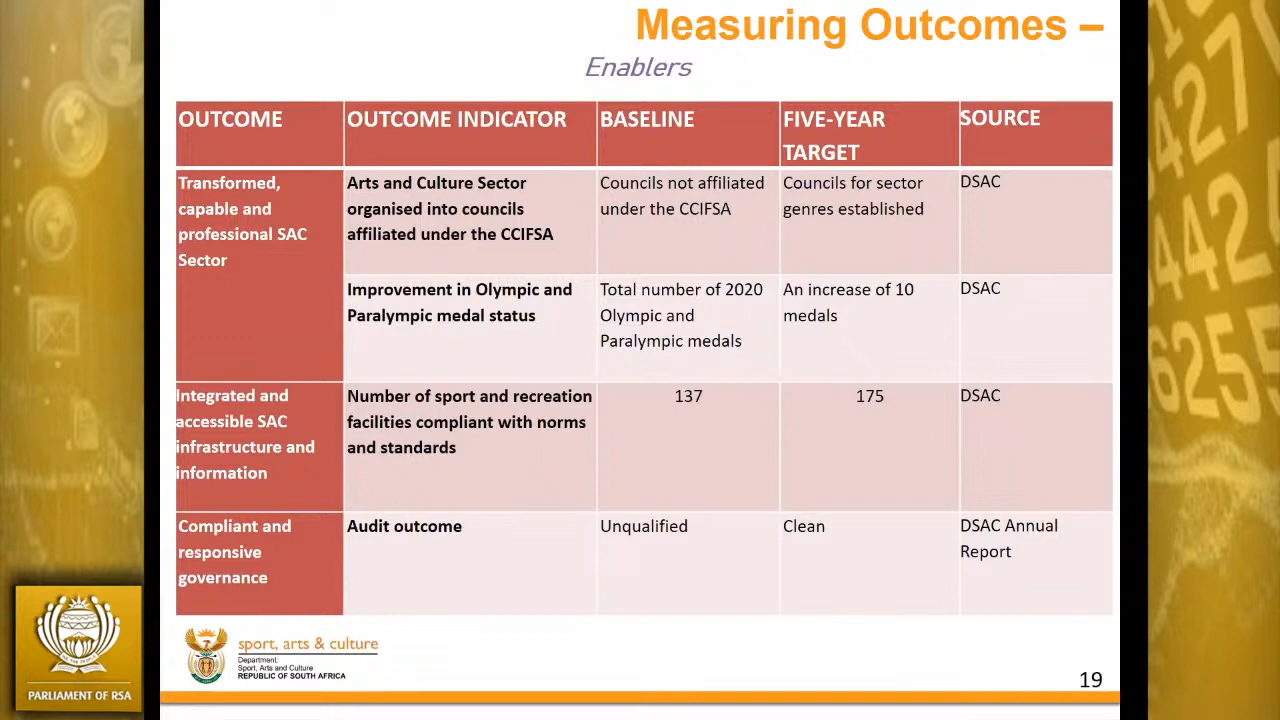 Measuring Outcomes –
Enablers
OUTCOME
OUTCOME INDICATOR
BASELINE
FIVE-YEAR
TARGET
SOURCE
Transformed,
capable and
professional SAC
Sector
Arts and Culture Sector
organised into councils
affiliated under the CCIFSA
Councils not affiliated
under the CCIFSA
Councils for sector
genres established
DSAC
Improvement in Olympic and
Paralympic medal status
Total number of 2020
Olympic and
Paralympic medals
An increase of 10
medals
DSAC
Integrated and
accessible SAC
infrastructure and
information
Number of sport and recreation
facilities compliant with norms
and standards
137
175
DSAC
Compliant and
responsive
governance
Audit outcome
Unqualified
Clean
DSAC Annual
Report
sport, arts & culture
Department:
Sport, Arts and Culture
REPUBLIC OF SOUTH AFRICA
19
PARLIAMENT OF RSA